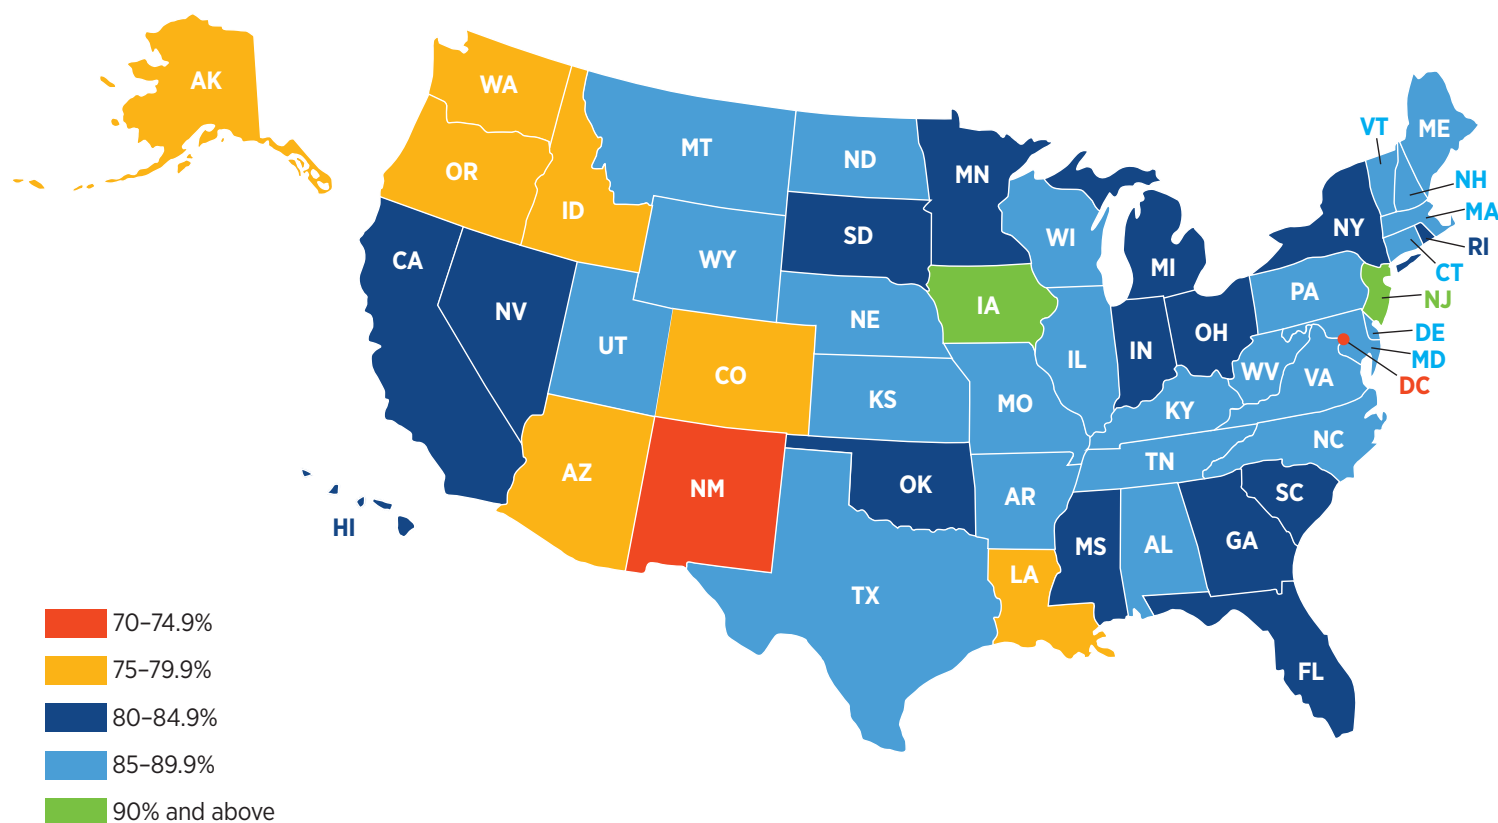 AK
WA
OR
ID
MT
ND
MN
WI
MI
NY
VT
ME
NH
MA
RI
CT
NJ
PA
DE
MD
DC
CA
NV
UT
WY
SD
NE
IA
IL
IN
OH
WV
VA
CO
KS
MO
KY
NC
TN
AZ
NM
OK
AR
SC
MS
AL
GA
HI
TX
LA
FL
70–74.9%
75–79.9%
80–84.9%
85–89.9%
90% and above